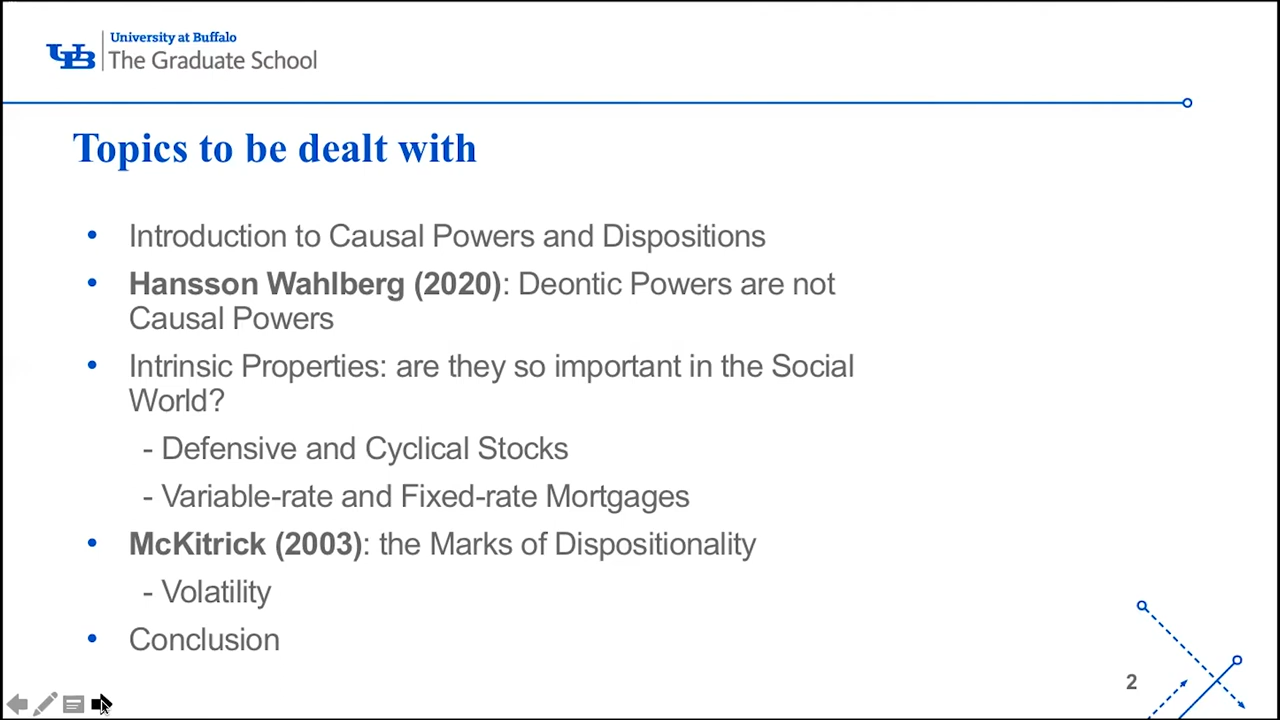 University at Buffalo
The Graduate School
Topics to be dealt with
• Introduction to Causal Powers and Dispositions
• Hansson Wahlberg (2020): Deontic Powers are not
Causal Powers
• Intrinsic Properties: are they so important in the Social
World?
- Defensive and Cyclical Stocks
- Variable-rate and Fixed-rate Mortgages
• McKitrick (2003): the Marks of Dispositionality
- Volatility
• Conclusion
2